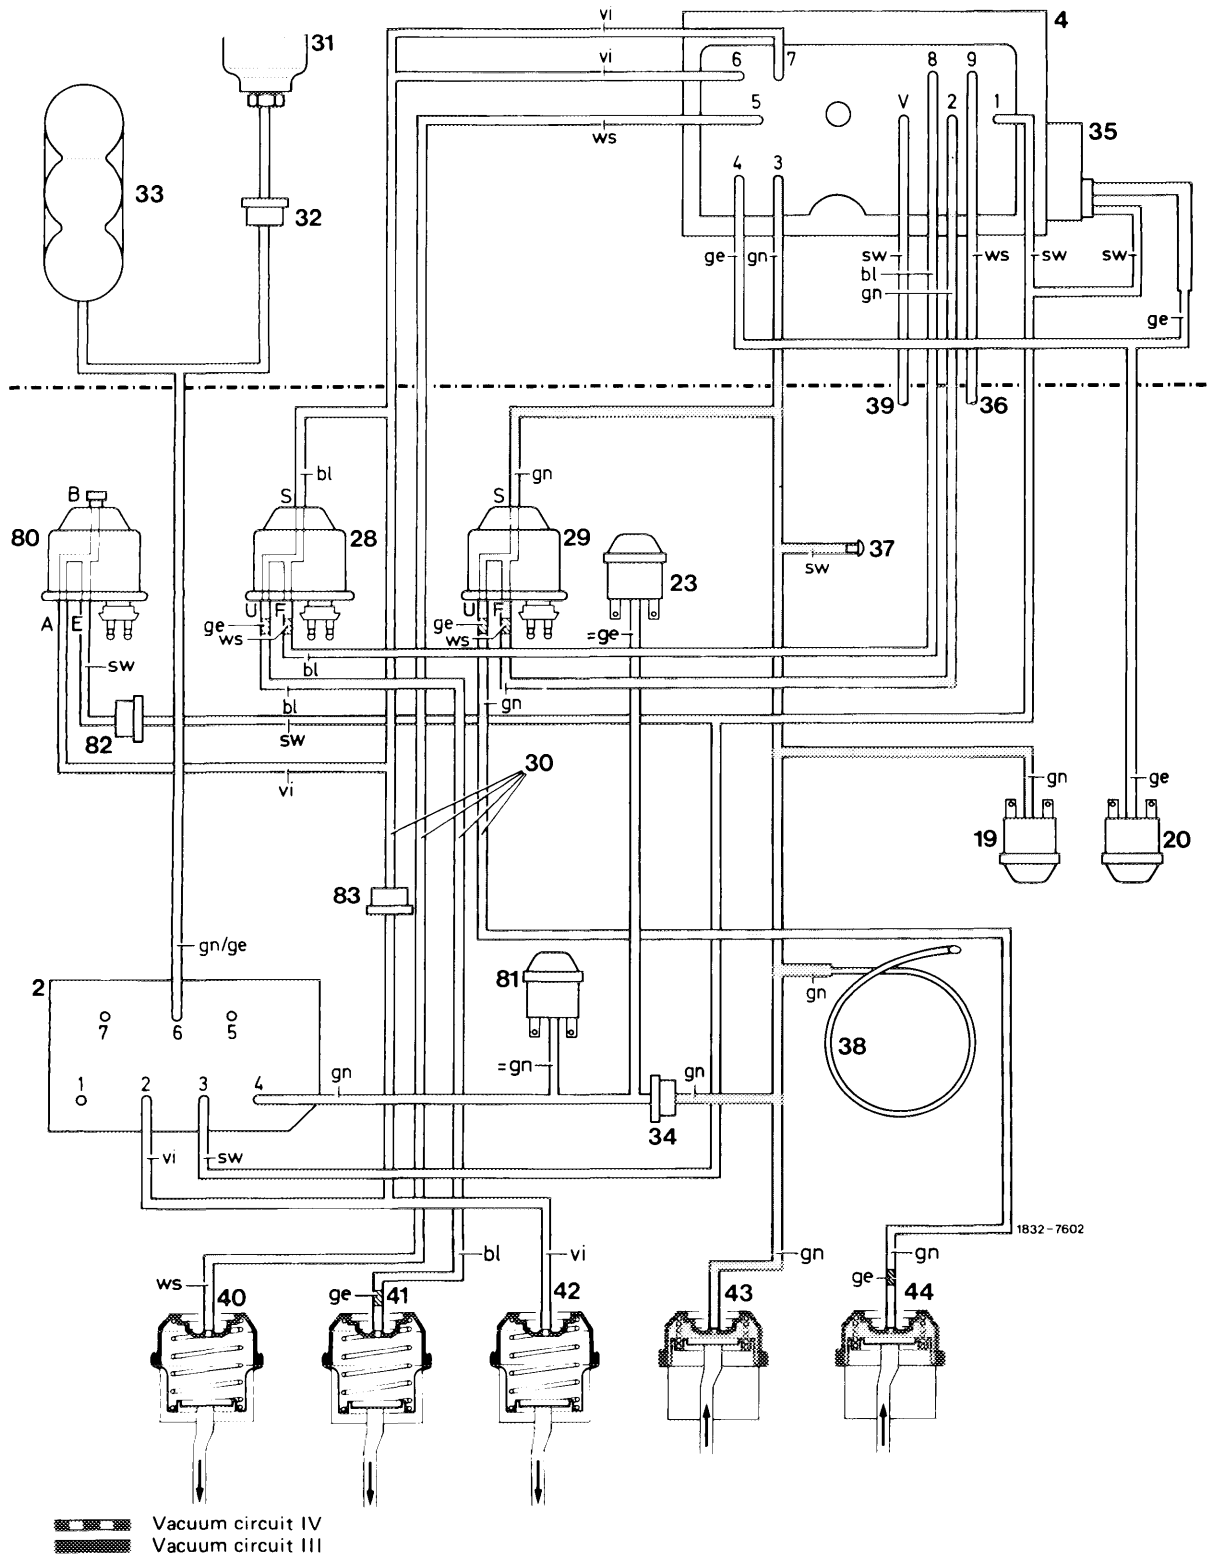 vi
31
4
vi
6
7
8
9
5
V
2
1
35
ws
33
4
3
32
ge
gn
sw
ws
sw
sw
bl
gn
ge
39
36
bl
gn
B
S
S
80
28
29
37
23
sw
A
E
U
F
U
F
ge
ws
ge
ws
=ge
sw
bl
bl
gn
82
sw
30
vi
gn
ge
19
20
83
gn/ge
2
81
gn
7
6
5
38
=gn
gn
gn
1
2
3
4
34
vi
sw
1832-7602
bl
vi
gn
gn
ws
ge
ge
40
41
42
43
44
Vacuum circuit IV
Vacuum circuit III